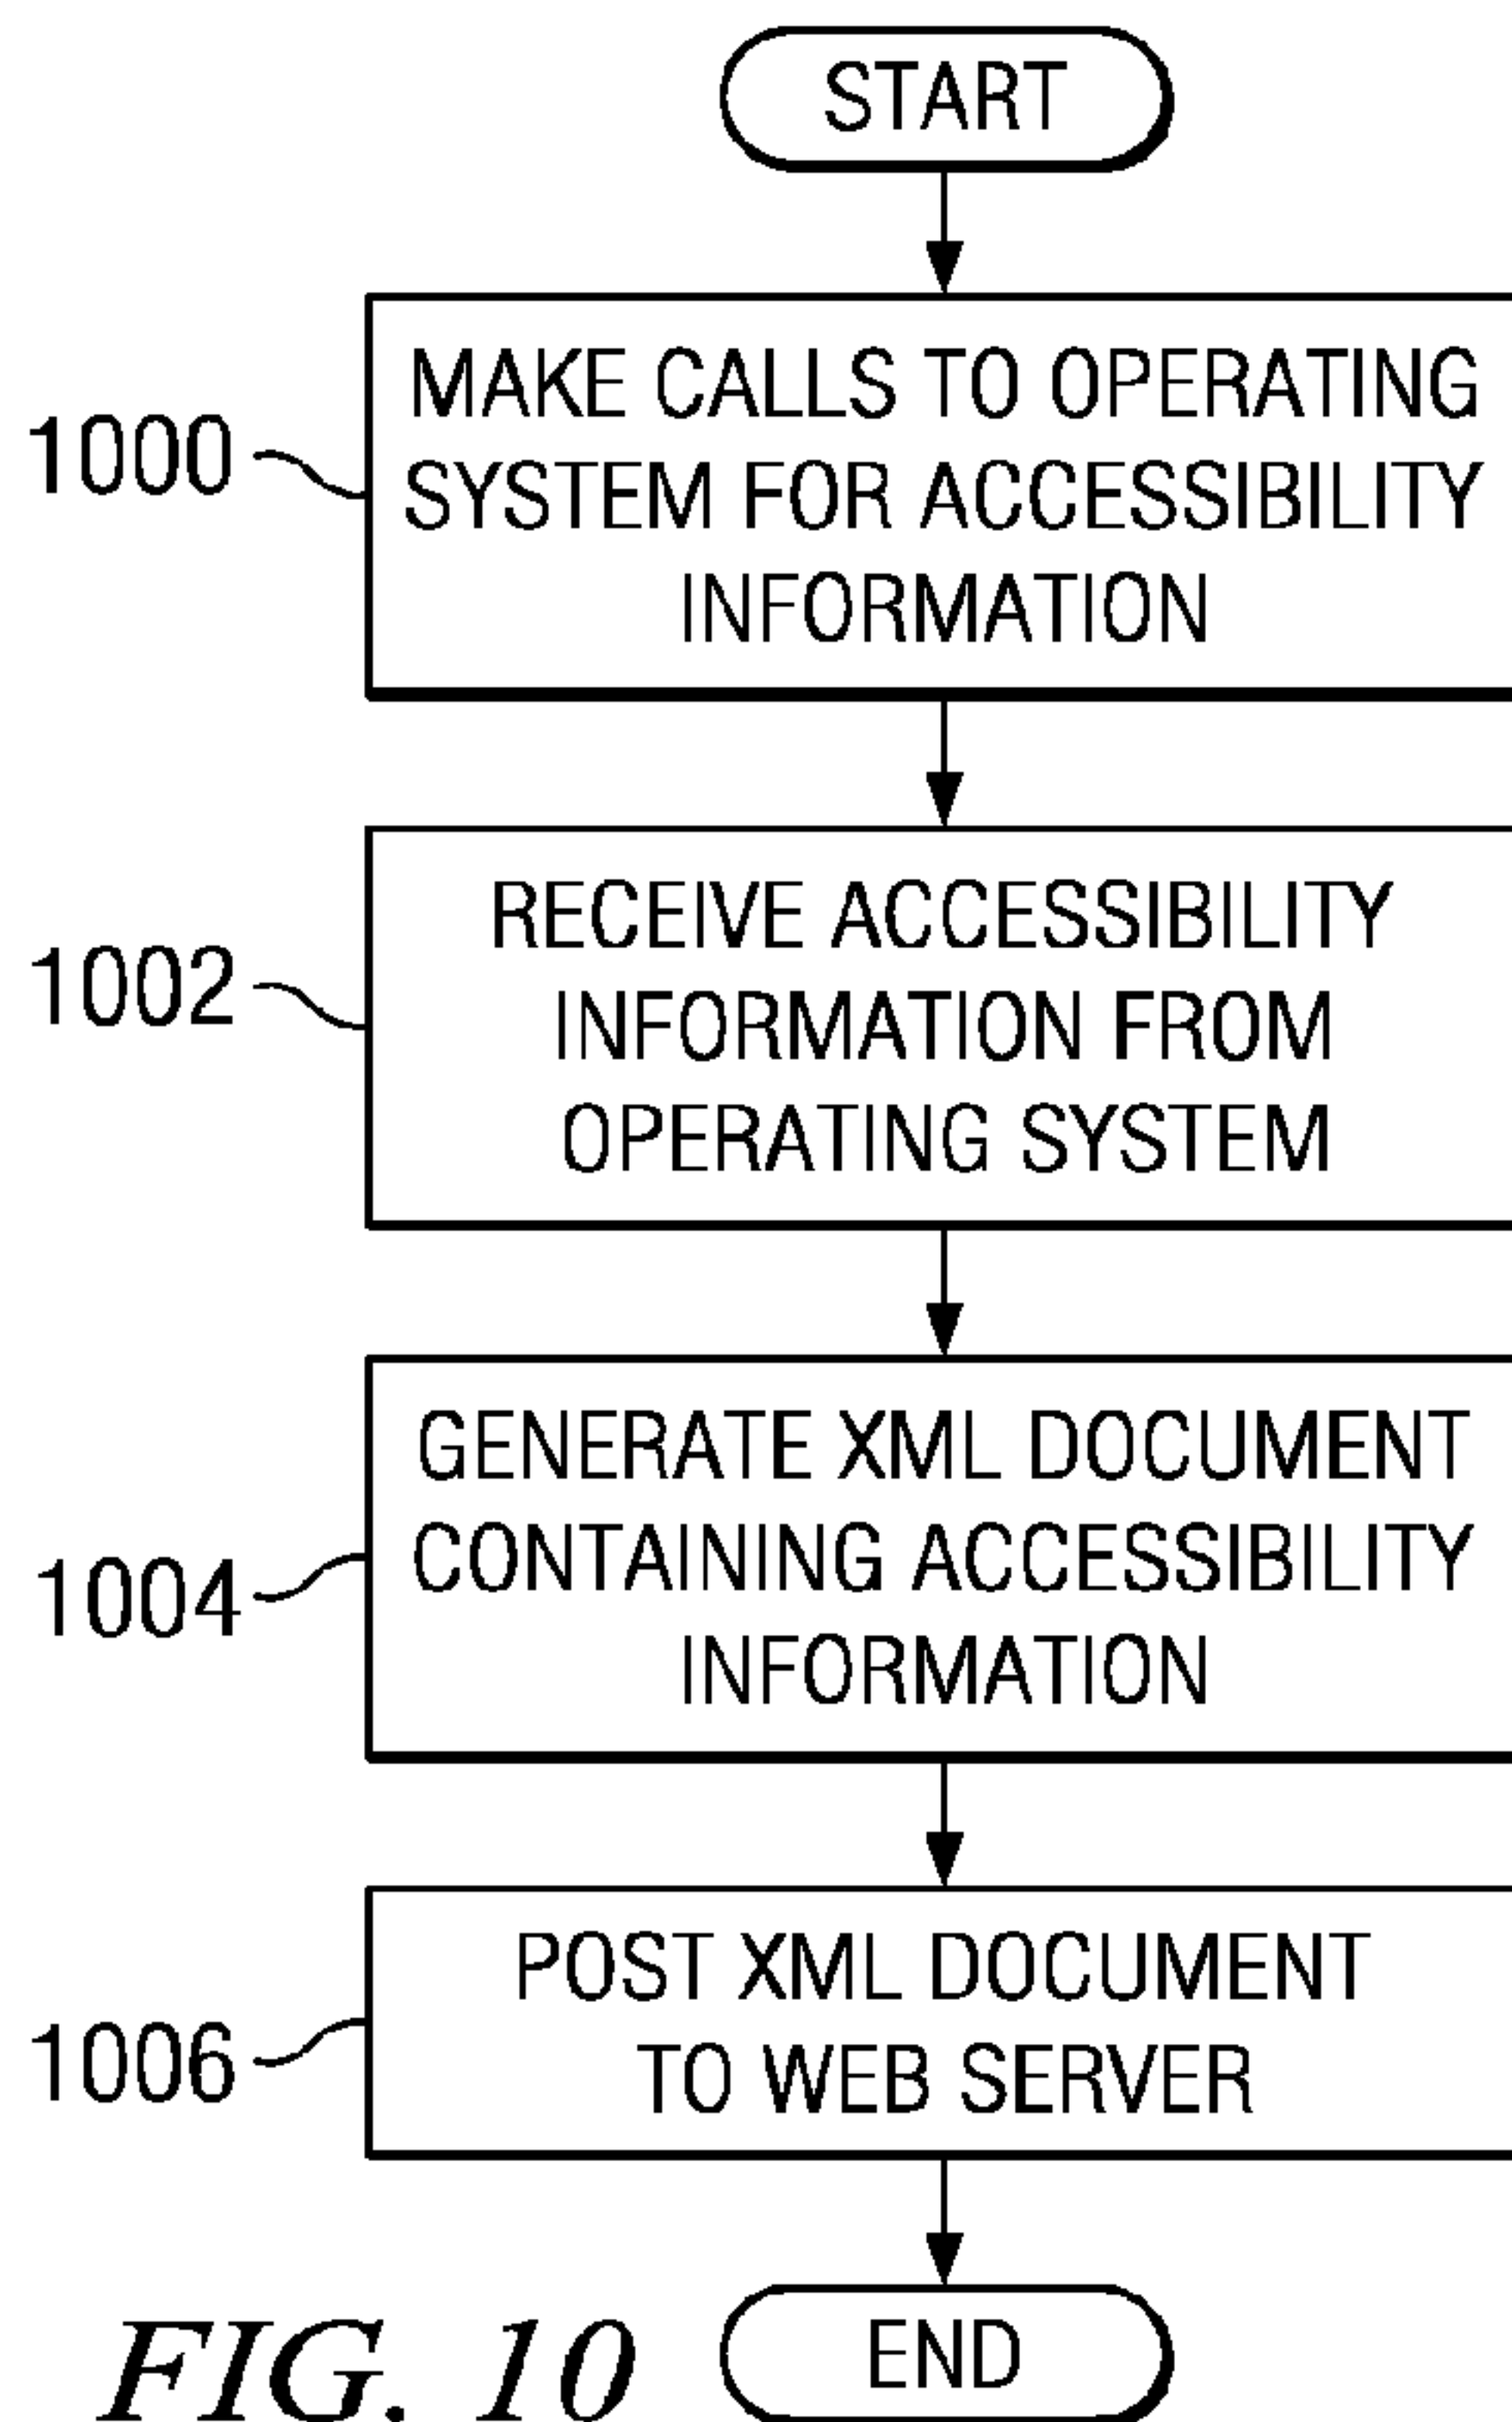 START
1000
MAKE CALLS TO OPERATING
SYSTEM FOR ACCESSIBILITY
INFORMATION
1002
RECEIVE ACCESSIBILITY
INFORMATION FROM
OPERATING SYSTEM
1004
GENERATE XML DOCUMENT
CONTAINING ACCESSIBILITY
INFORMATION
1006
POST XML DOCUMENT
TO WEB SERVER
END
FIG. 10